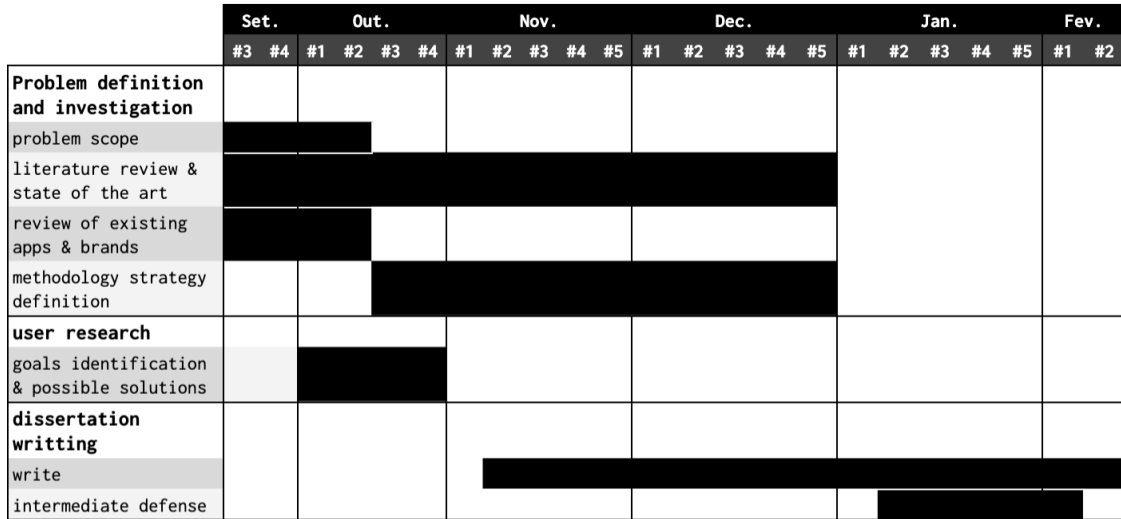 Set. Out. Nov. Dec. Jan. Fev.
#3 #4 #1 #2 #3 #4 #1 #2 #3 #4 #5 #1 #2 #3 #4 #5 #1 #2 #3 #4 #5 #1 #2
Problem definition
and investigation
problem scope
literature review &
state of the art
review of existing
apps & brands
methodology strategy
definition
user research
goals identification
& possible solutions
dissertation
writting
write
intermediate defense